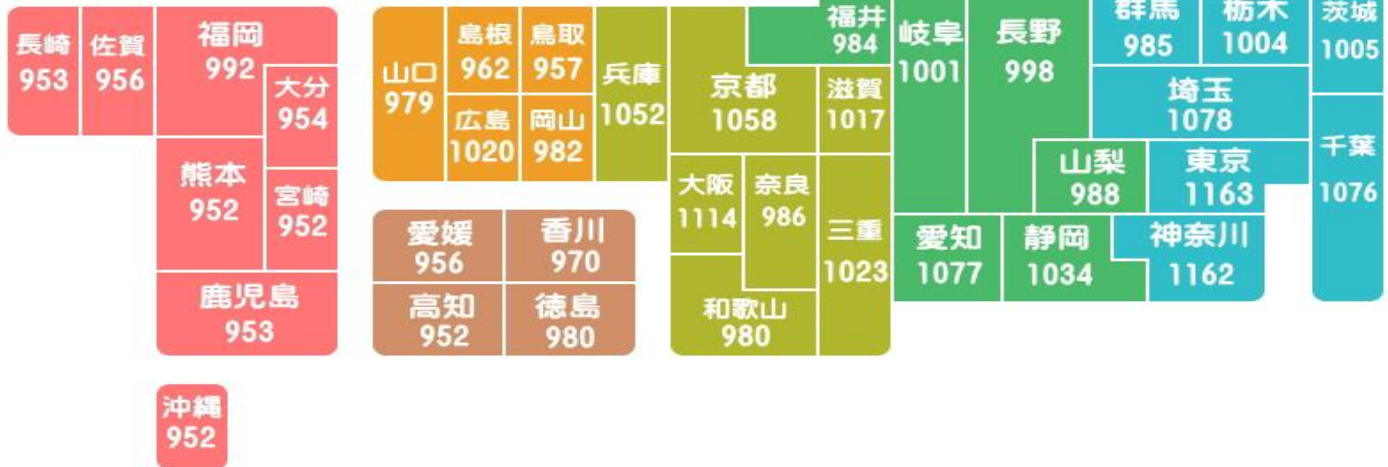 長崎
953
佐賀
956
福岡
992
大分
954
熊本
952
宮崎
952
鹿児島
953
沖縄
952
山口
979
島根
962
鳥取
957
広島
1020
岡山
982
愛媛
956
香川
970
高知
952
徳島
980
兵庫
1052
京都
1058
滋賀
1017
大阪
1114
奈良
986
三重
1023
和歌山
980
福井
984
岐阜
1001
長野
998
山梨
988
愛知
1077
静岡
1034
群馬
985
栃木
1004
茨城
1005
埼玉
1078
千葉
1076
東京
1163
神奈川
1162